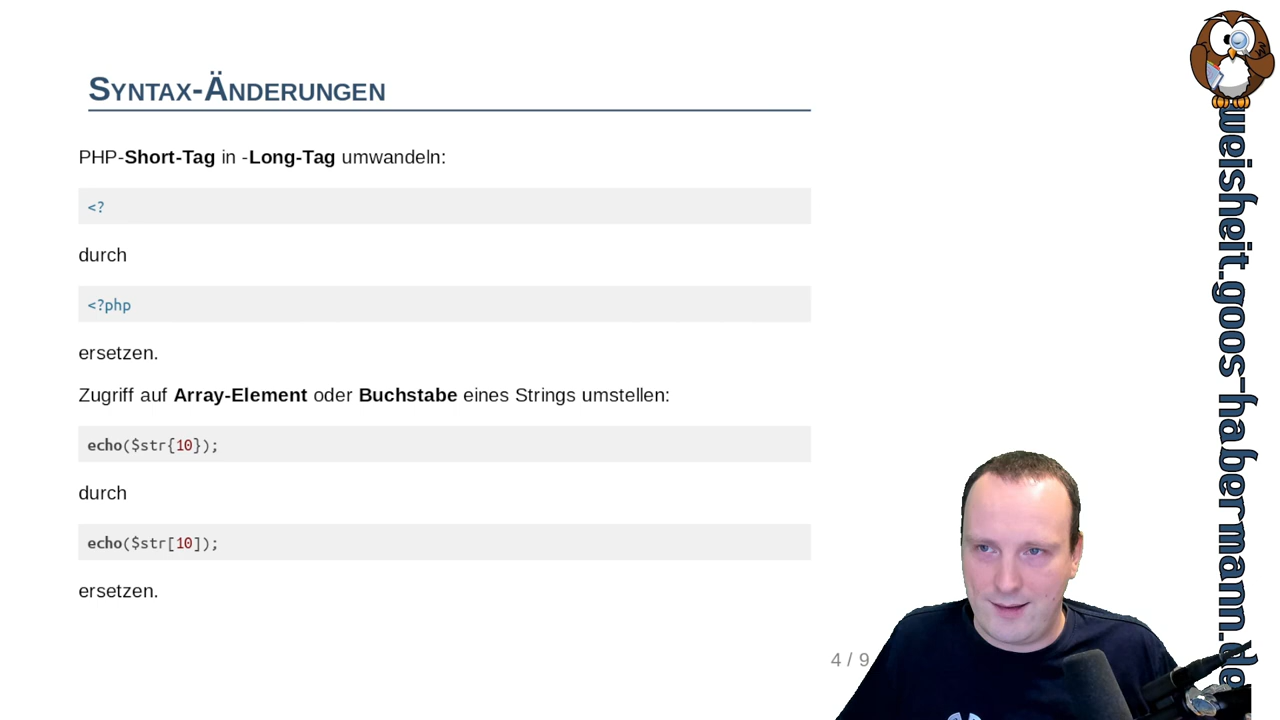 Syntax-Änderungen
PHP-Short-Tag in -Long-Tag umwandeln:
<?
durch
<?php
ersetzen.
Zugriff auf Array-Element oder Buchstabe eines Strings umstellen:
echo($str{10});
durch
echo($str[10]);
ersetzen.
4 / 9
weisheit.goos-habermann.de